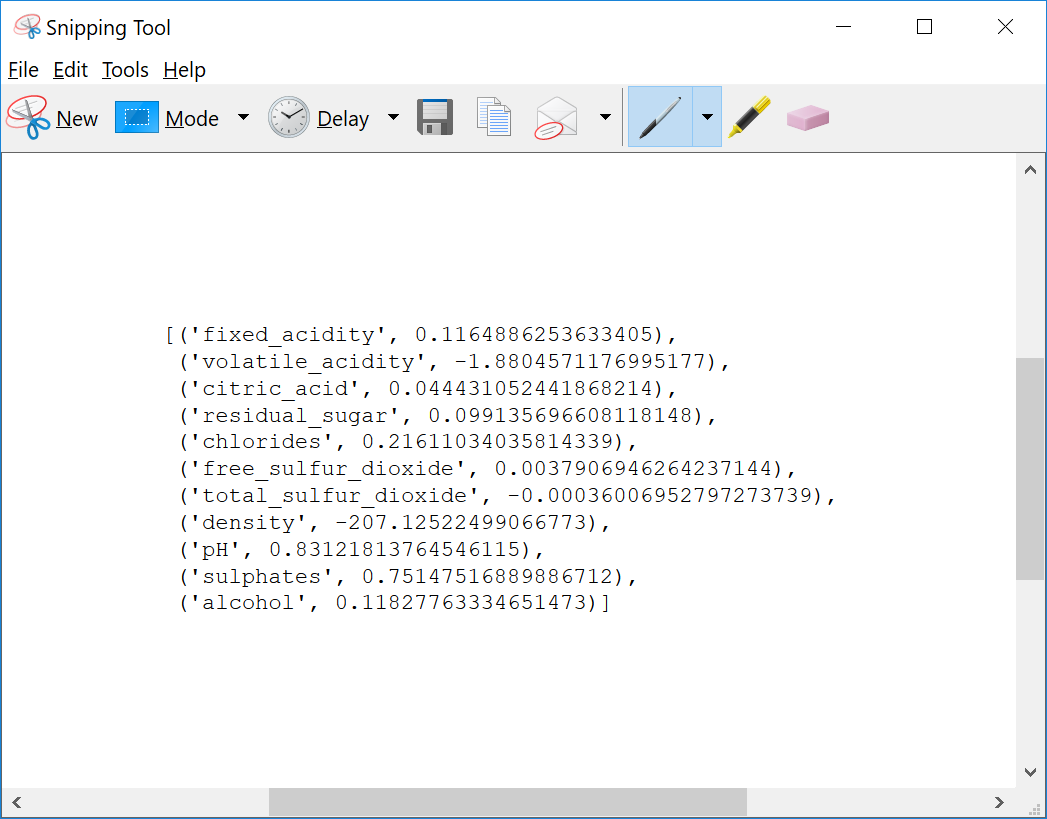 Snipping Tool
File Edit Tools Help
New Mode Delay
[('fixed_acidity', 0.1164886253633405),
('volatile_acidity', -1.8804571176995177),
('citric_acid', 0.044431052441868214),
('residual_sugar', 0.099135696608118148),
('chlorides', 0.21611034035814339),
('free_sulfur_dioxide', 0.0037906946264237144),
('total_sulfur_dioxide', -0.00036006952797273739),
('density', -207.12522499066773),
('pH', 0.83121813764546115),
('sulphates', 0.75147516889886712),
('alcohol', 0.11827763334651473)]